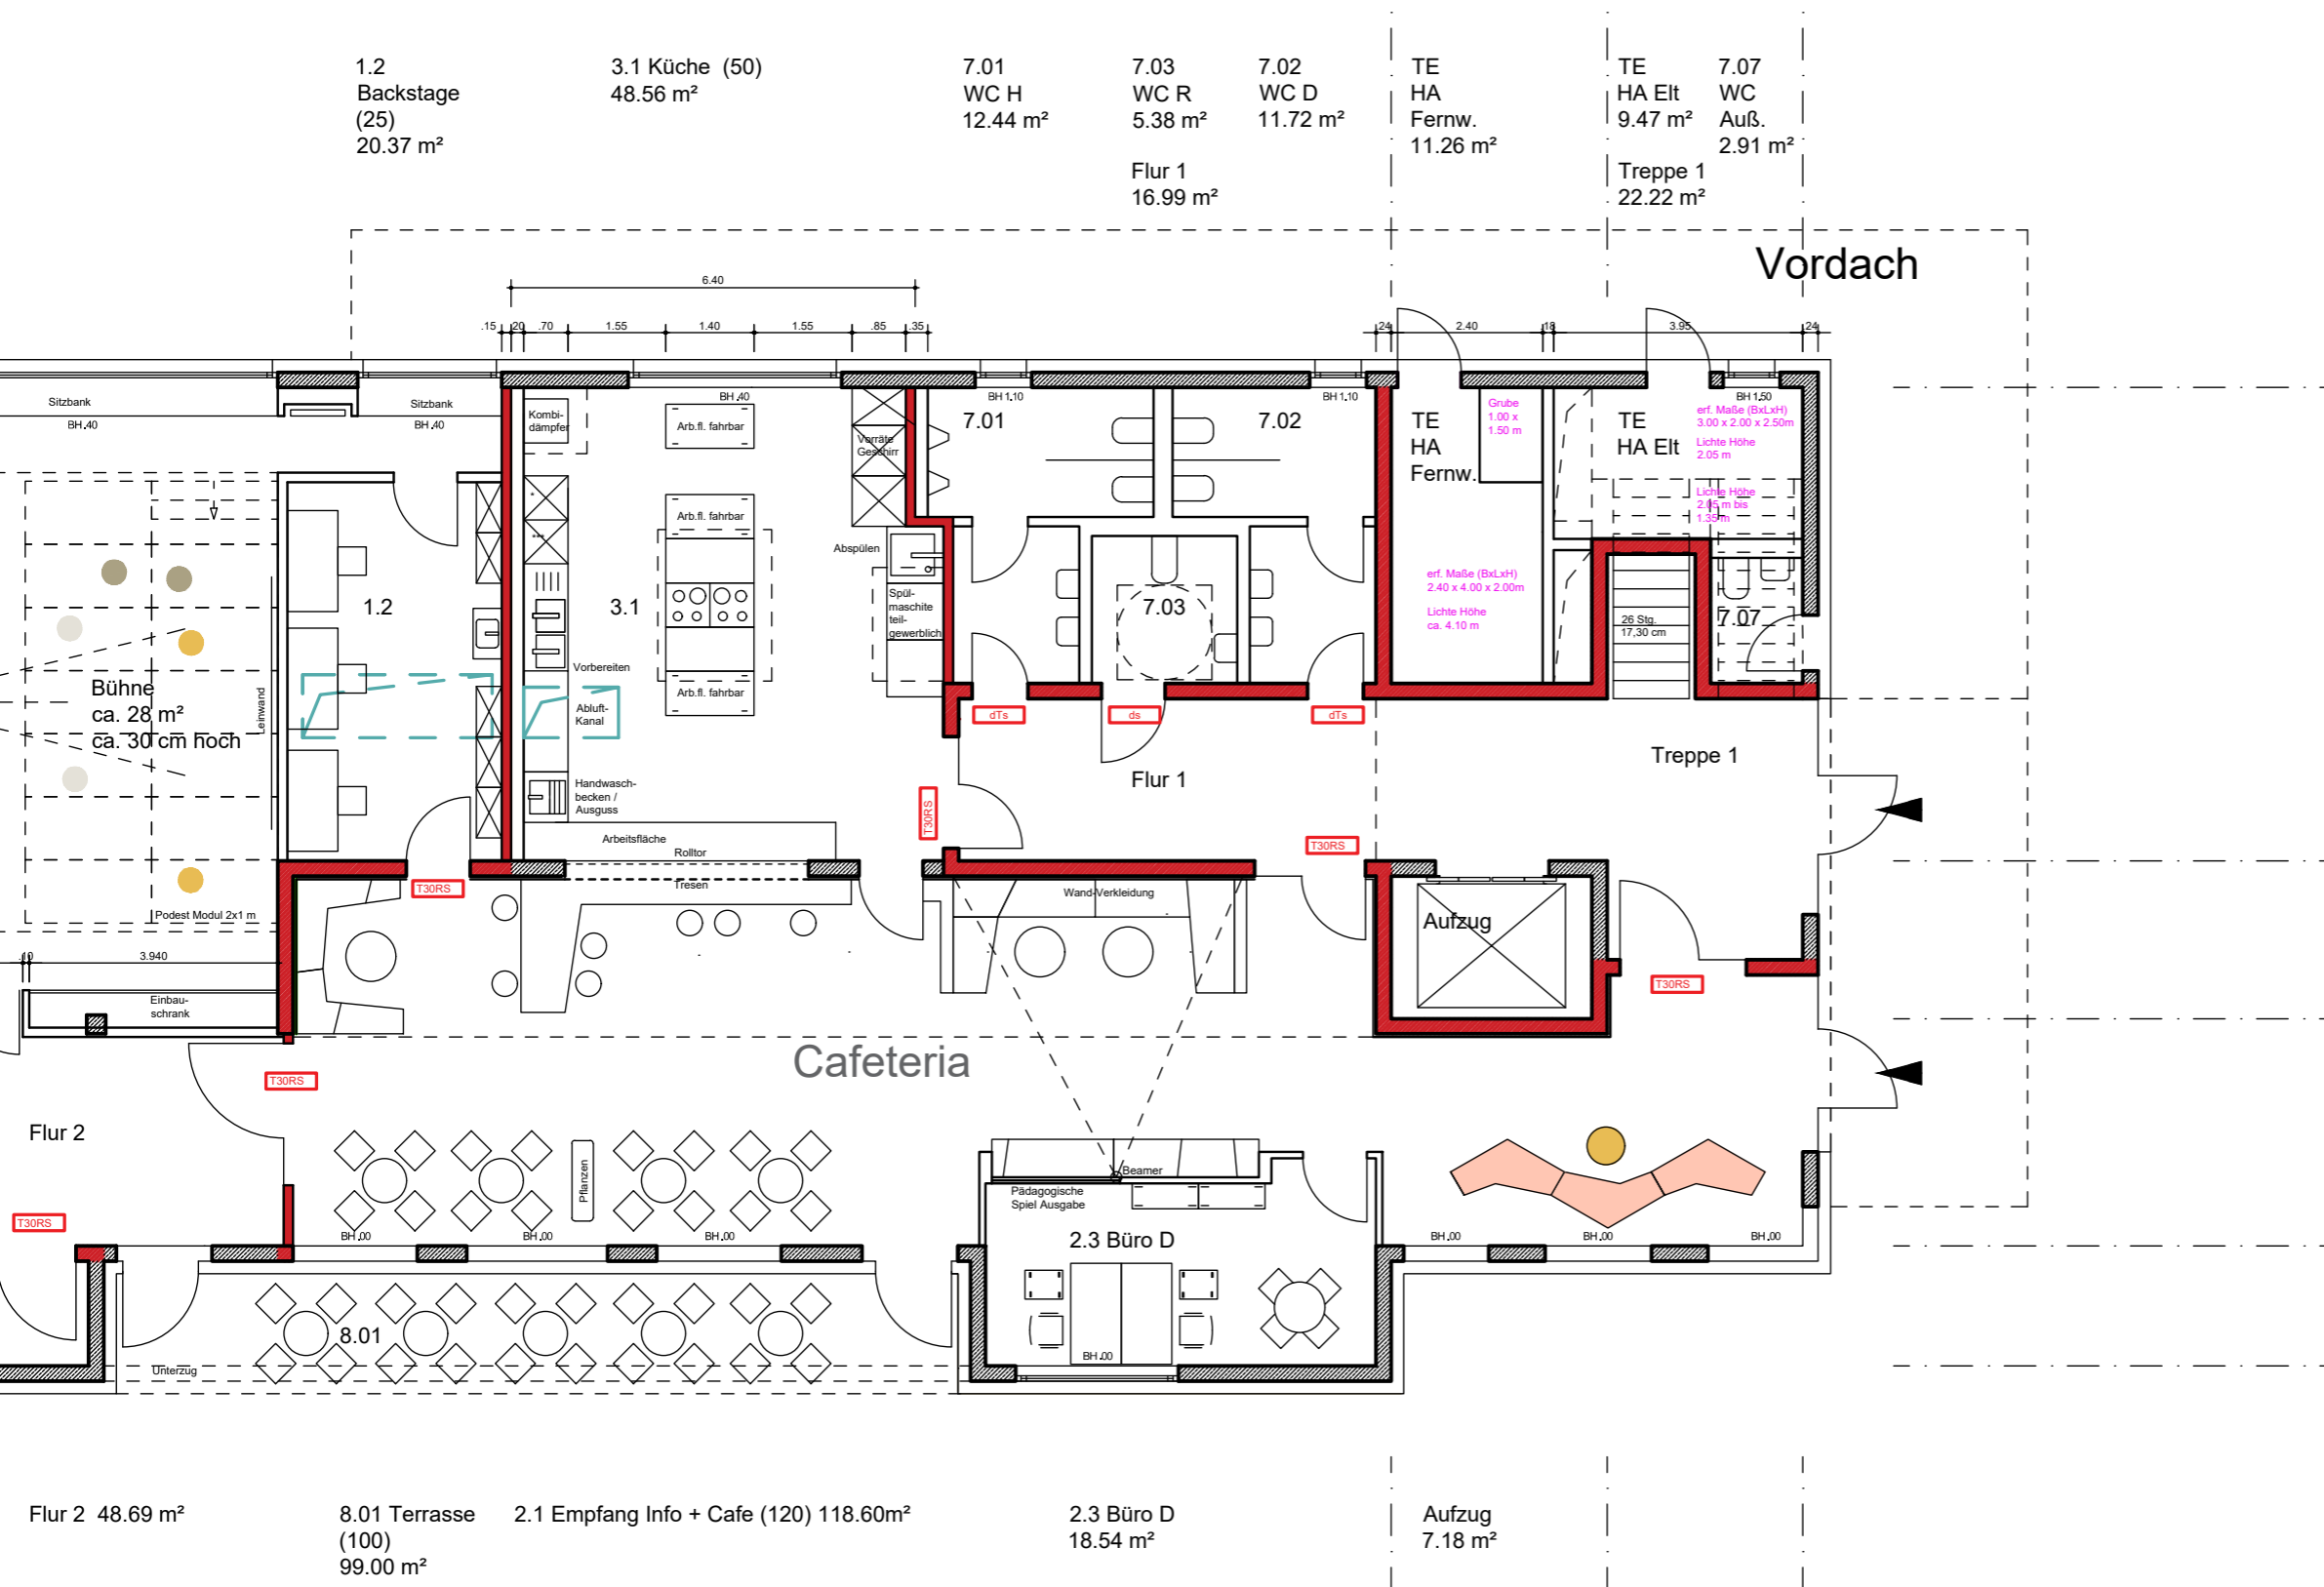 1.2
Backstage
(25)
20.37 m²
3.1 Küche (50)
48.56 m²
7.01
WC H
12.44 m²
7.03
WC R
5.38 m²
Flur 1
16.99 m²
7.02
WC D
11.72 m²
TE
HA
Fernw.
11.26 m²
TE
HA Elt
9.47 m²
Treppe 1
22.22 m²
7.07
WC
Auß.
2.91 m²
Vordach
6.40
.15
.20
.70
1.55
1.40
1.55
.85
.35
.24
2.40
.18
3.95
.24
Sitzbank
BH .40
Sitzbank
BH .40
Kombi-
dämpfer
BH .40
Arb.fl. fahrbar
Vorräte
Geschirr
7.01
BH 1.10
7.02
BH 1.10
TE
HA
Fernw.
Grube
1.00 x
1.50 m
TE
HA Elt
BH 1.50
erf. Maße (BxLxH)
3.00 x 2.00 x 2.50m
Lichte Höhe
2.05 m
Lichte Höhe
2.05 m bis
1.35 m
Arb.fl. fahrbar
Abspülen
Spül-
maschite
teil-
gewerblich
1.2
3.1
7.03
erf. Maße (BxLxH)
2.40 x 4.00 x 2.00m
Lichte Höhe
ca. 4.10 m
26 Stg.
17,30 cm
7.07
Bühne
ca. 28 m²
ca. 30 cm hoch
Leinwand
Vorbereiten
Abluft-
Kanal
Arb.fl. fahrbar
dTs
ds
dTs
Flur 1
Treppe 1
Handwasch-
becken /
Ausguss
T30RS
T30RS
Arbeitsfläche
Rolltor
Tresen
T30RS
Wand-Verkleidung
Aufzug
Podest Modul 2x1 m
.10
3.940
Einbau-
schrank
T30RS
Cafeteria
T30RS
Flur 2
T30RS
Pflanzen
Beamer
Pädagogische
Spiel Ausgabe
2.3 Büro D
BH .00
BH .00
BH .00
BH .00
BH .00
BH .00
8.01
Unterzug
BH .00
Flur 2 48.69 m²
8.01 Terrasse
(100)
99.00 m²
2.1 Empfang Info + Cafe (120) 118.60m²
2.3 Büro D
18.54 m²
Aufzug
7.18 m²